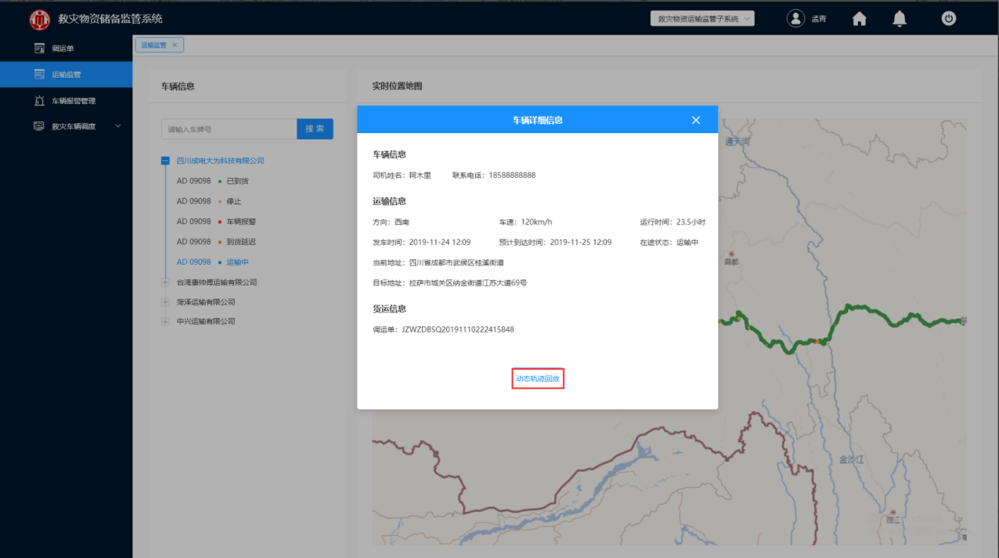 救灾物资储备监管系统
救灾物资运输监管子系统
孟青
调运单
运输监管
车辆报警管理
救灾车辆调度
运输监管
车辆信息
请输入车牌号
搜 索
四川成电大为科技有限公司
AD 09098 已到货
AD 09098 停止
AD 09098 车辆报警
AD 09098 到货延迟
AD 09098 运输中
台湾康帅傅运输有限公司
菏泽运输有限公司
中兴运输有限公司
实时位置地图
车辆详细信息
车辆信息
司机姓名：阿木里 联系电话：18588888888
运输信息
方向：西南 车速：120km/h 运行时间：23.5小时
发车时间：2019-11-24 12:09 预计到达时间：2019-11-25 12:09 在途状态：运输中
当前地址：四川省成都市武侯区桂溪街道
目标地址：拉萨市城关区纳金街道江苏大道69号
货运信息
调运单：JZWZDBSQ20191110222415848
动态轨迹回放
通天河
昌都
金沙江
丽江